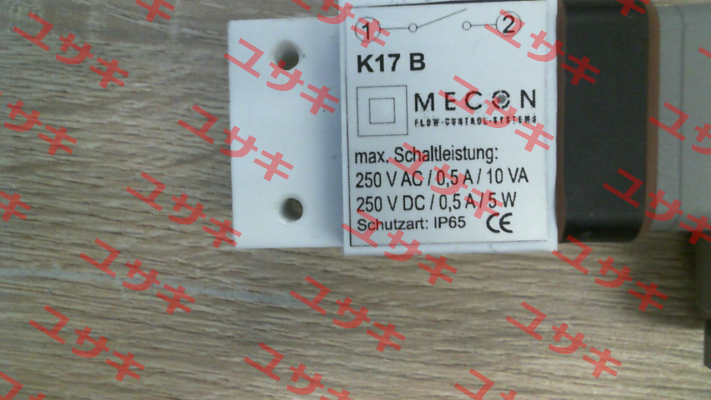 1 2
K17 B
MECON
FLOW-CONTROL-SYSTEMS
max. Schaltleistung:
250 V AC / 0,5 A / 10 VA
250 V DC / 0,5 A / 5 W
Schutzart: IP65 CE
ユサキ